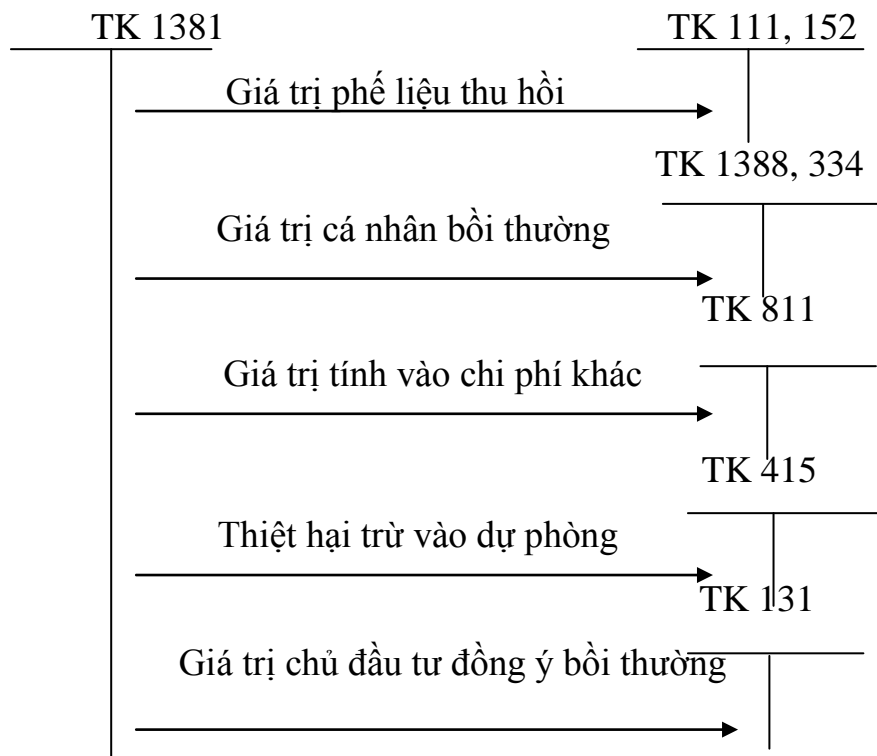 TK 1381
TK 111, 152
Giá trị phế liệu thu hồi
TK 1388, 334
Giá trị cá nhân bồi thường
TK 811
Giá trị tính vào chi phí khác
TK 415
Thiệt hại trừ vào dự phòng
TK 131
Giá trị chủ đầu tư đồng ý bồi thường